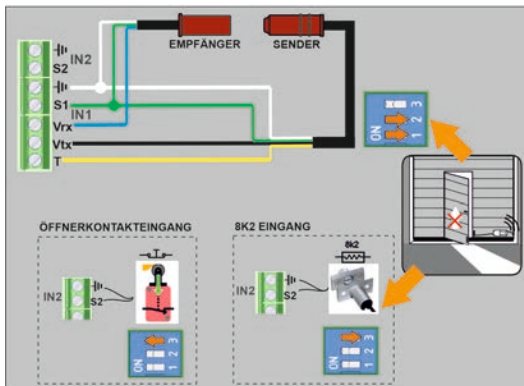 IN2
S2
S1
IN1
Vrx
Vtx
T
EMPFÄNGER
SENDER
ON
1 2 3
ÖFFNERKONTAKTEINGANG
IN2
S2
ON
1 2 3
8K2 EINGANG
8k2
IN2
S2
ON
1 2 3